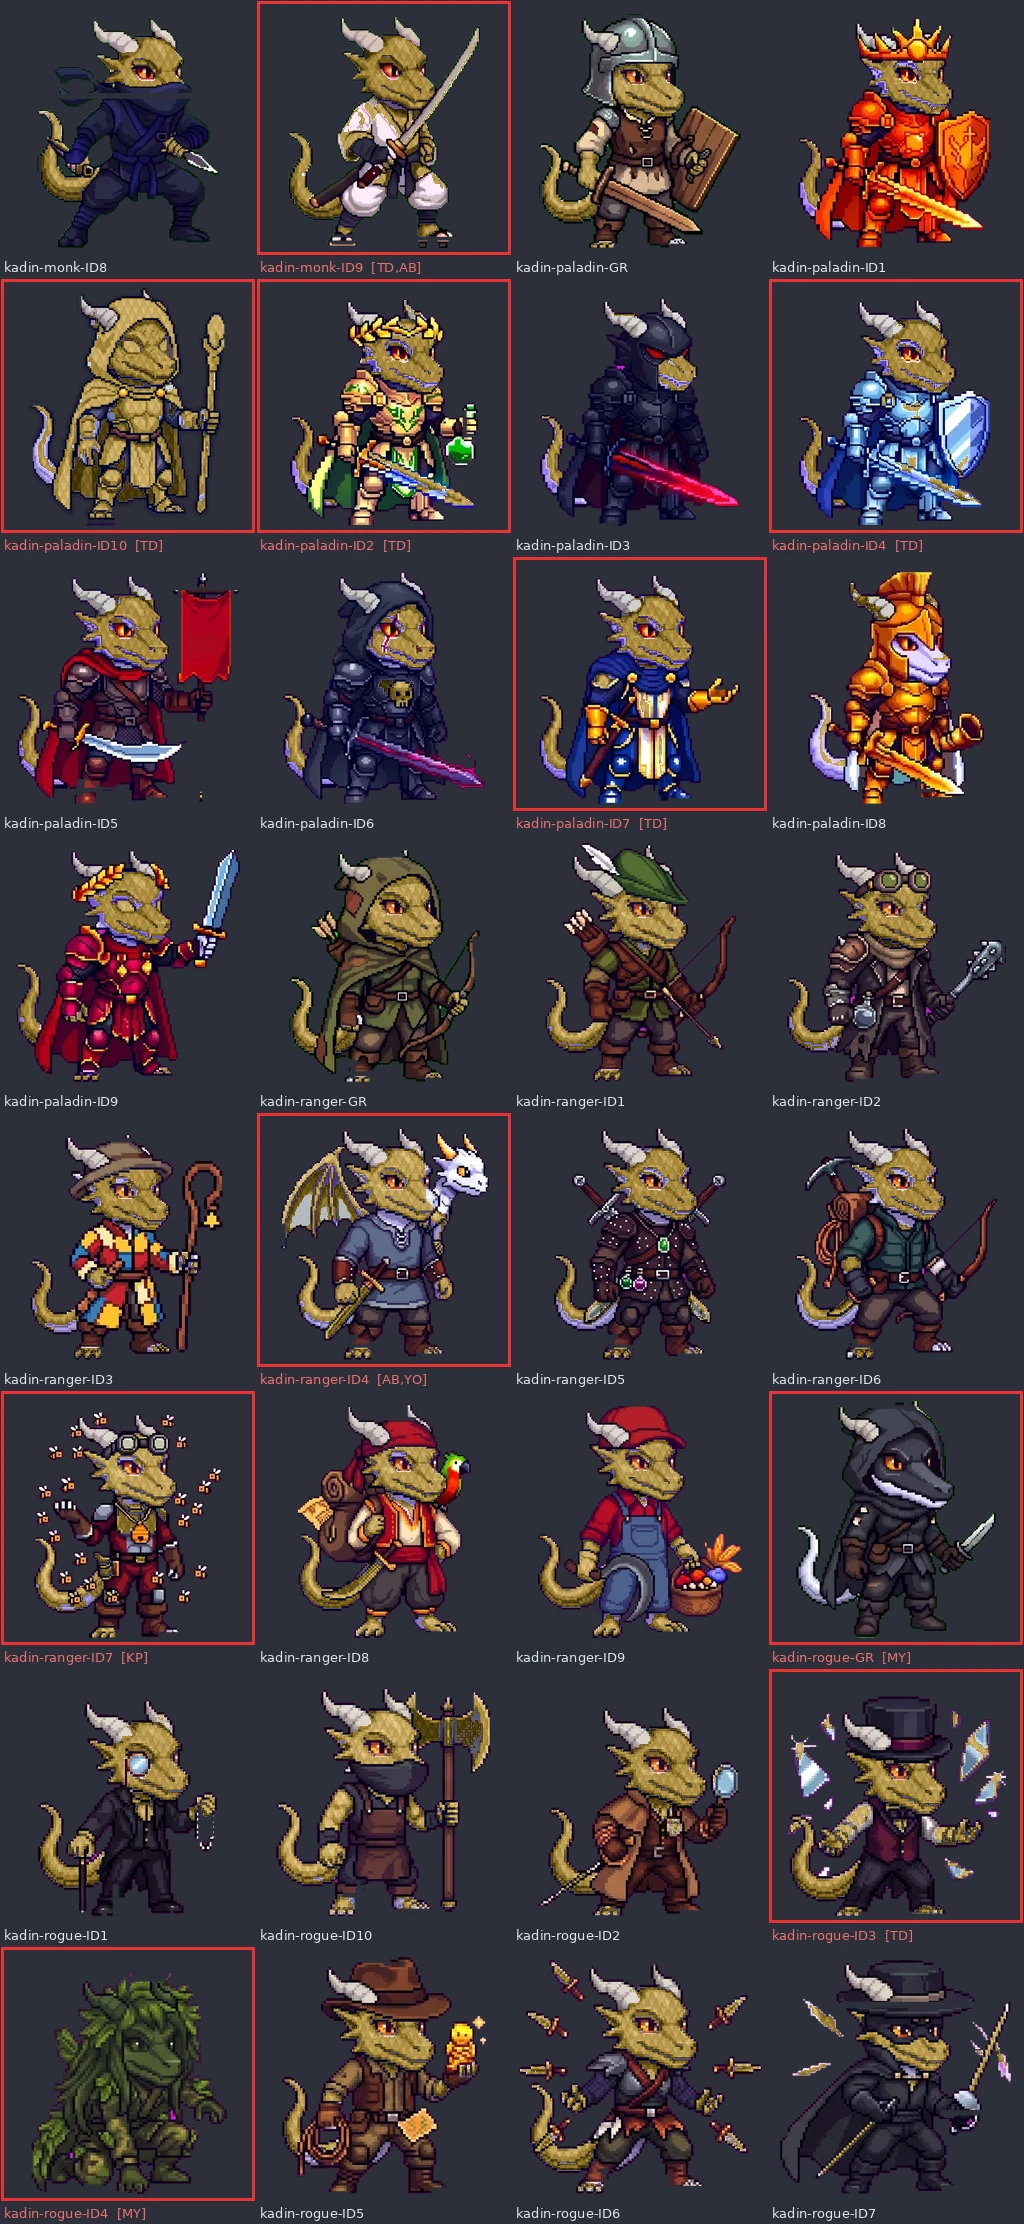 kadin-monk-ID8
kadin-monk-ID9 [TD,AB]
kadin-paladin-GR
kadin-paladin-ID1
kadin-paladin-ID10 [TD]
kadin-paladin-ID2 [TD]
kadin-paladin-ID3
kadin-paladin-ID4 [TD]
kadin-paladin-ID5
kadin-paladin-ID6
kadin-paladin-ID7 [TD]
kadin-paladin-ID8
kadin-paladin-ID9
kadin-ranger-GR
kadin-ranger-ID1
kadin-ranger-ID2
kadin-ranger-ID3
kadin-ranger-ID4 [AB,YO]
kadin-ranger-ID5
kadin-ranger-ID6
kadin-ranger-ID7 [KP]
kadin-ranger-ID8
kadin-ranger-ID9
kadin-rogue-GR [MY]
kadin-rogue-ID1
kadin-rogue-ID10
kadin-rogue-ID2
kadin-rogue-ID3 [TD]
kadin-rogue-ID4 [MY]
kadin-rogue-ID5
kadin-rogue-ID6
kadin-rogue-ID7